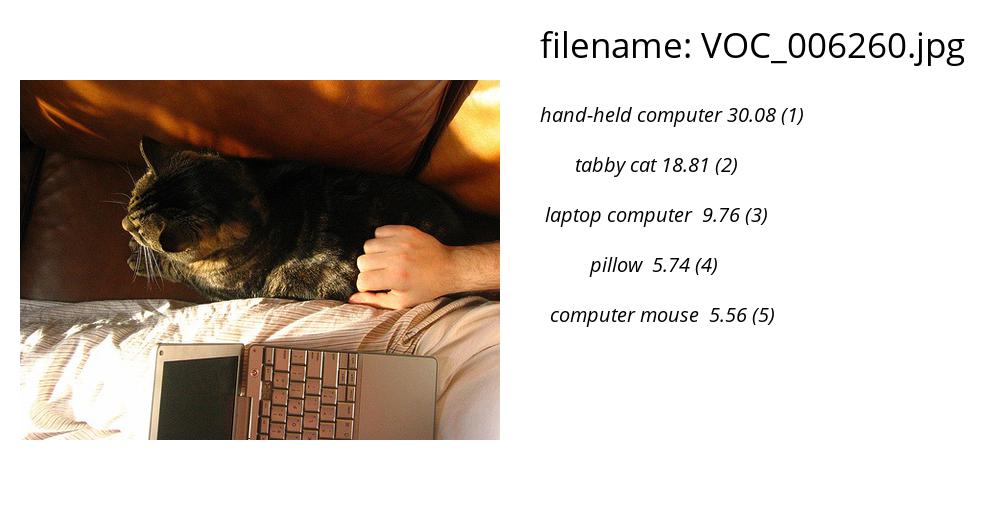 filename: VOC_006260.jpg
hand-held computer 30.08 (1)
tabby cat 18.81 (2)
laptop computer 9.76 (3)
pillow 5.74 (4)
computer mouse 5.56 (5)